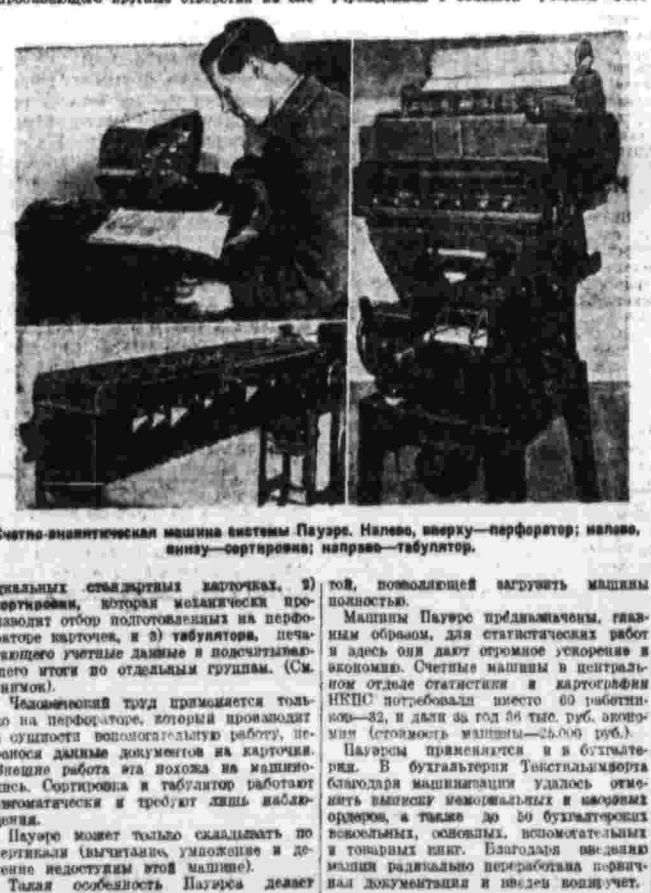 Счетно-аналитическая машина системы Пауэрс. Налево, вверху—перфоратор; налево,
внизу—сортировка; направо—табулятор.
циальных стандартных карточках, 2)
сортировки, которая механически про-
изводит отбор подготовленных на перфо-
раторе карточек, и 3) табулятора, печа-
тающего учетные данные и подсчитываю-
щего итоги по отдельным группам. (См.
снимок).
Человеческий труд применяется толь-
ко на перфораторе, который производит
в сущности вспомогательную работу, пе-
ренося данные документов на карточки.
Внешне работа эта похожа на машино-
пись. Сортировка и табулятор работают
автоматически и требуют лишь наблю-
дения.
Пауэрс может только складывать по
вертикали (вычитание, умножение и де-
ление недоступны этой машине).
Такая особенность Пауэрса делает
той, позволяющей загрузить машины
полностью.
Машины Пауэрс предназначены, глав-
ным образом, для статистических работ
и здесь они дают огромное ускорение и
экономию. Счетные машины в централь-
ном отделе статистики и картографии
НКПС потребовали вместо 60 работни-
ков—32, и дали за год 36 тыс. руб. эконо-
мии (стоимость машины—25.000 руб.).
Пауэрсы применяются и в бухгалте-
рии. В бухгалтерии Текстильимпорта
благодаря машинизации удалось отме-
нить выписку мемориальных и кассовых
ордеров, а также до 50 бухгалтерских
вексельных, основных, вспомогательных
и товарных книг. Благодаря введению
машин радикально переработана первич-
ная документация и введен пооперучет.